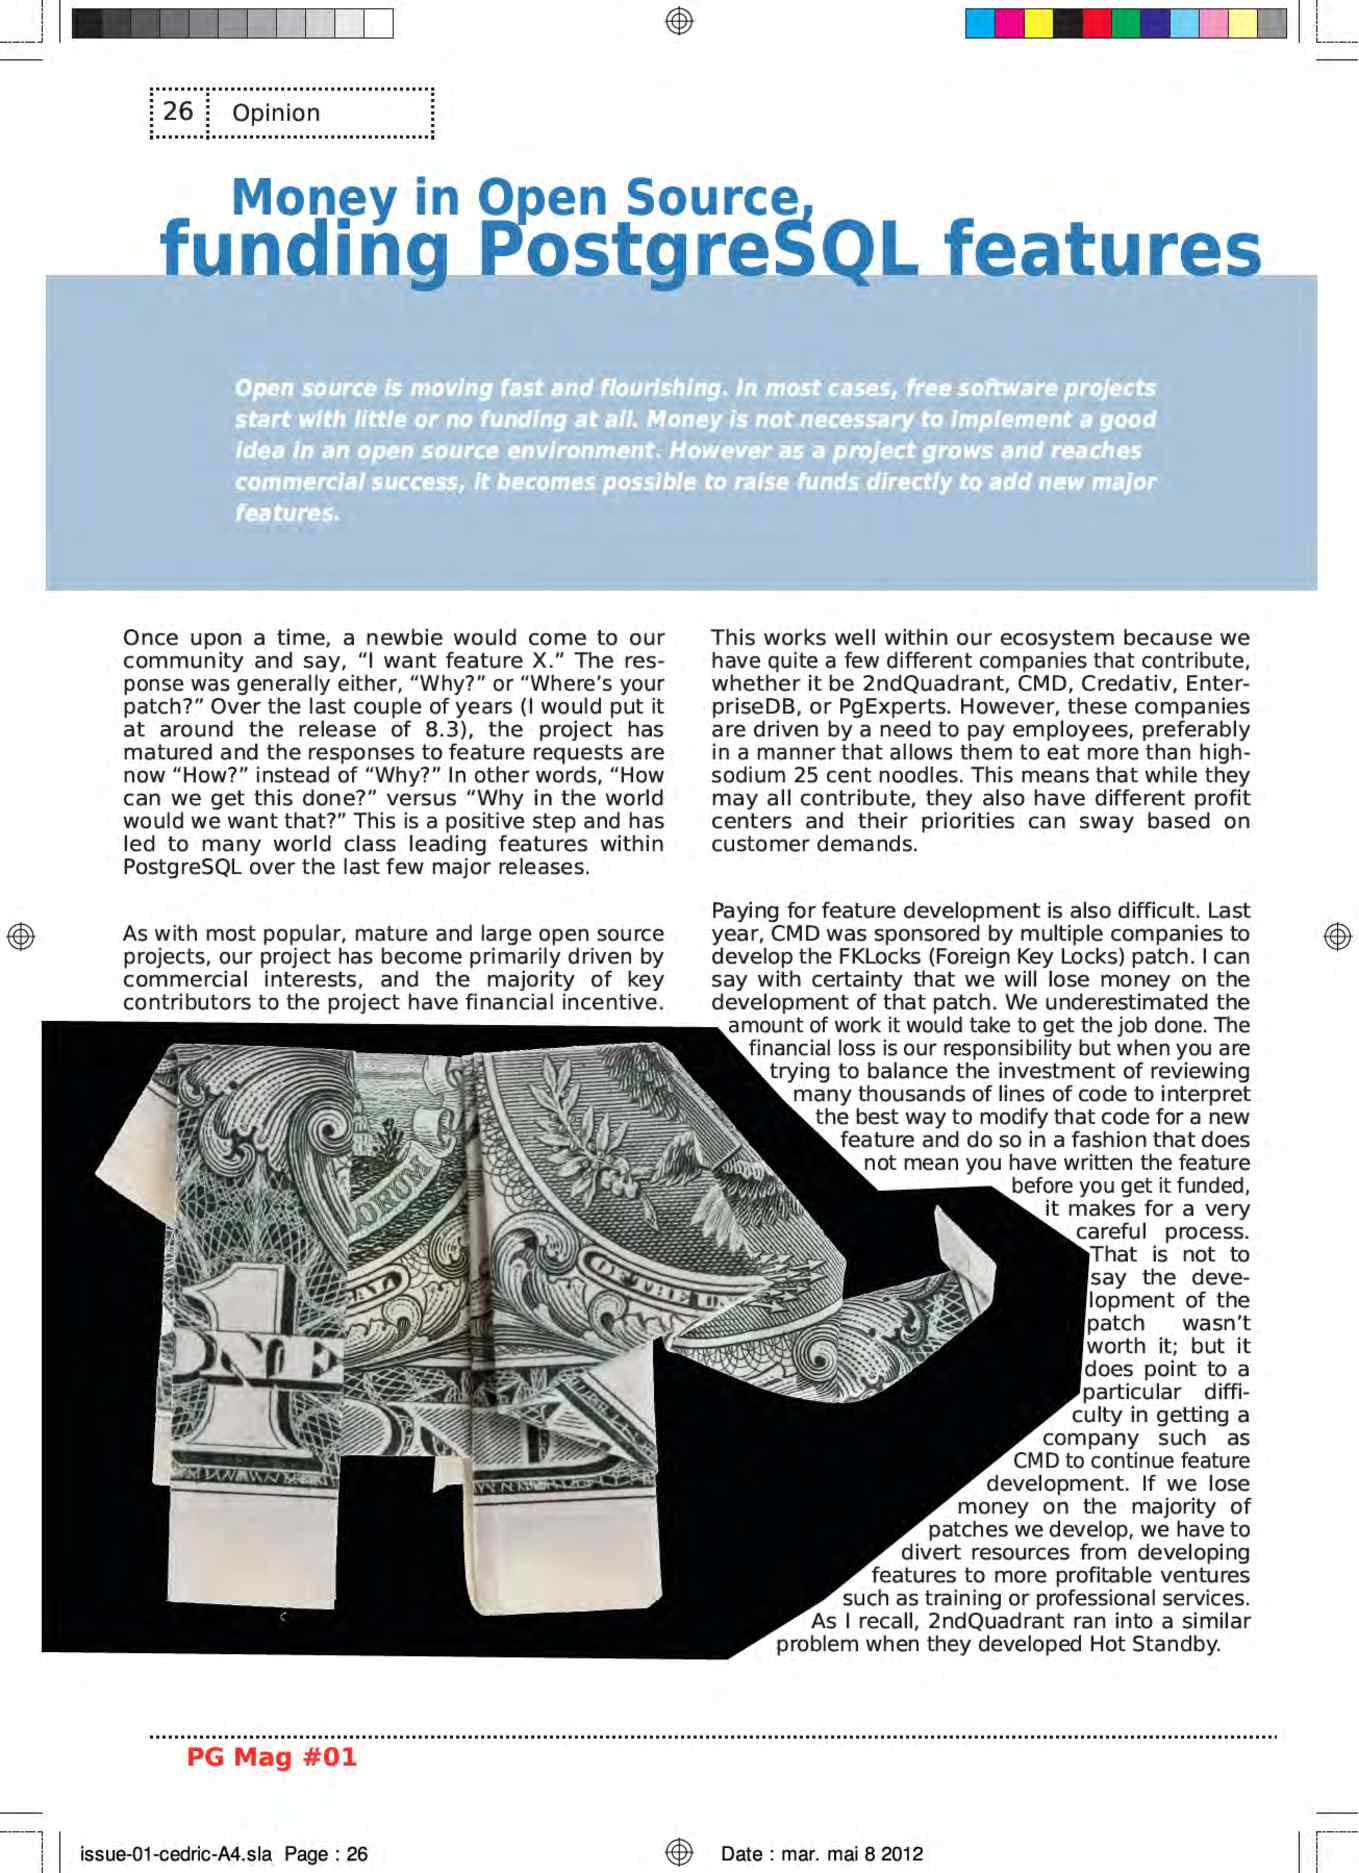 26 Opinion
Money in Open Source,
funding PostgreSQL features
Open source is moving fast and flourishing. In most cases, free software projects
start with little or no funding at all. Money is not necessary to implement a good
idea in an open source environment. However as a project grows and reaches
commercial success, it becomes possible to raise funds directly to add new major
features.
Once upon a time, a newbie would come to our
community and say, “I want feature X.” The res-
ponse was generally either, “Why?” or “Where’s your
patch?” Over the last couple of years (I would put it
at around the release of 8.3), the project has
matured and the responses to feature requests are
now “How?” instead of “Why?” In other words, “How
can we get this done?” versus “Why in the world
would we want that?” This is a positive step and has
led to many world class leading features within
PostgreSQL over the last few major releases.
As with most popular, mature and large open source
projects, our project has become primarily driven by
commercial interests, and the majority of key
contributors to the project have financial incentive.
This works well within our ecosystem because we
have quite a few different companies that contribute,
whether it be 2ndQuadrant, CMD, Credativ, Enter-
priseDB, or PgExperts. However, these companies
are driven by a need to pay employees, preferably
in a manner that allows them to eat more than high-
sodium 25 cent noodles. This means that while they
may all contribute, they also have different profit
centers and their priorities can sway based on
customer demands.
Paying for feature development is also difficult. Last
year, CMD was sponsored by multiple companies to
develop the FKLocks (Foreign Key Locks) patch. I can
say with certainty that we will lose money on the
development of that patch. We underestimated the
amount of work it would take to get the job done. The
financial loss is our responsibility but when you are
trying to balance the investment of reviewing
many thousands of lines of code to interpret
the best way to modify that code for a new
feature and do so in a fashion that does
not mean you have written the feature
before you get it funded,
it makes for a very
careful process.
That is not to
say the deve-
lopment of the
patch wasn’t
worth it; but it
does point to a
particular diffi-
culty in getting a
company such as
CMD to continue feature
development. If we lose
money on the majority of
patches we develop, we have to
divert resources from developing
features to more profitable ventures
such as training or professional services.
As I recall, 2ndQuadrant ran into a similar
problem when they developed Hot Standby.
ORUM
1
ONE
PG Mag #01
issue-01-cedric-A4.sla Page : 26
Date : mar. mai 8 2012